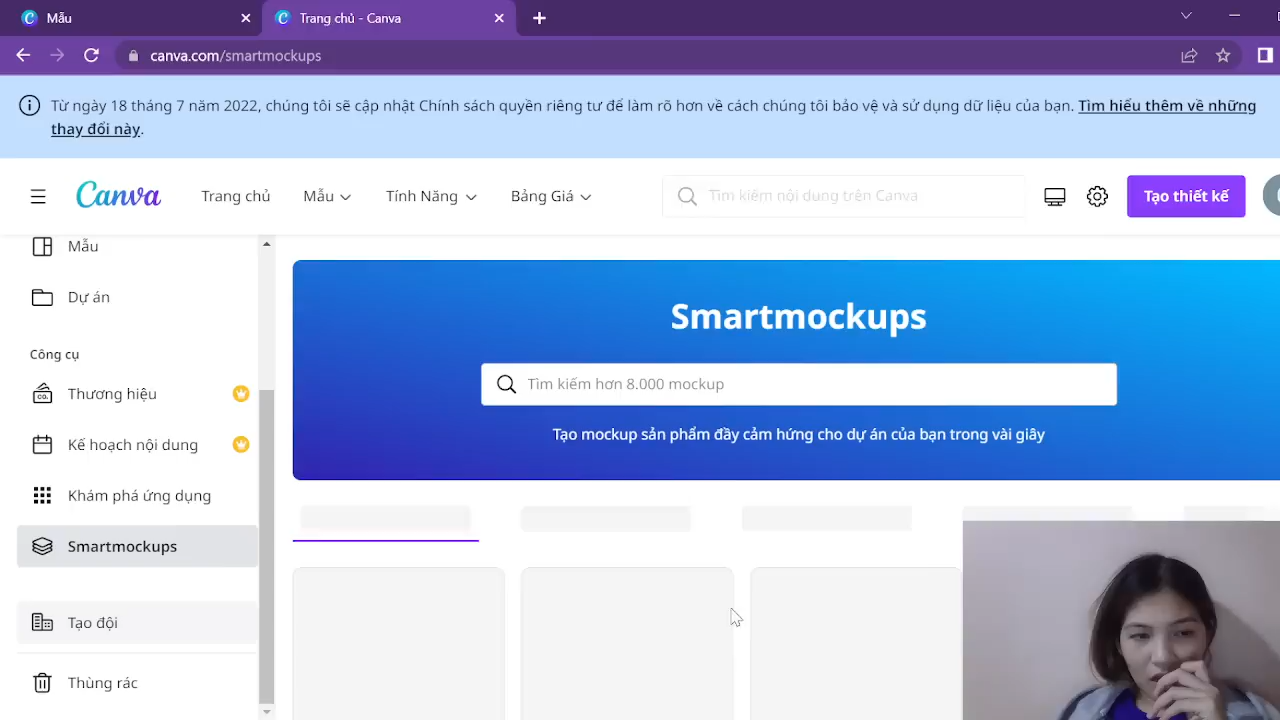 Mẫu
Trang chủ - Canva
canva.com/smartmockups
Từ ngày 18 tháng 7 năm 2022, chúng tôi sẽ cập nhật Chính sách quyền riêng tư để làm rõ hơn về cách chúng tôi bảo vệ và sử dụng dữ liệu của bạn. Tìm hiểu thêm về những
thay đổi này.
Canva
Trang chủ
Mẫu
Tính Năng
Bảng Giá
Tìm kiếm nội dung trên Canva
Tạo thiết kế
Mẫu
Dự án
Công cụ
Thương hiệu
Kế hoạch nội dung
Khám phá ứng dụng
Smartmockups
Tạo đội
Thùng rác
Smartmockups
Tìm kiếm hơn 8.000 mockup
Tạo mockup sản phẩm đầy cảm hứng cho dự án của bạn trong vài giây